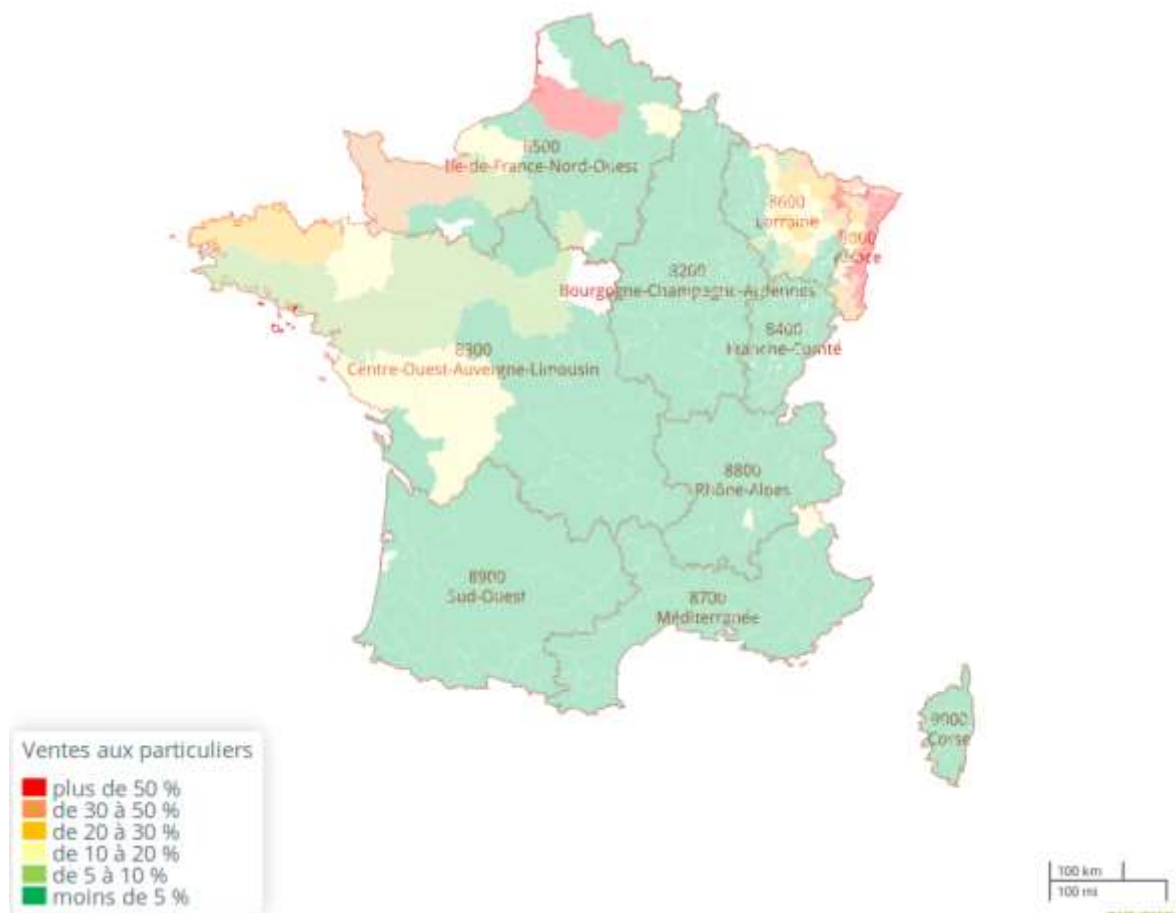 8500
Ile-de-France-Nord-Ouest
8600
Lorraine
Alsace
8200
Bourgogne-Champagne-Ardennes
8400
Franche-Comté
8300
Centre-Ouest-Auvergne-Limousin
8800
Rhône-Alpes
8900
Sud-Ouest
8700
Méditerranée
9000
Corse
Ventes aux particuliers
plus de 50 %
de 30 à 50 %
de 20 à 30 %
de 10 à 20 %
de 5 à 10 %
moins de 5 %
100 km
100 mi